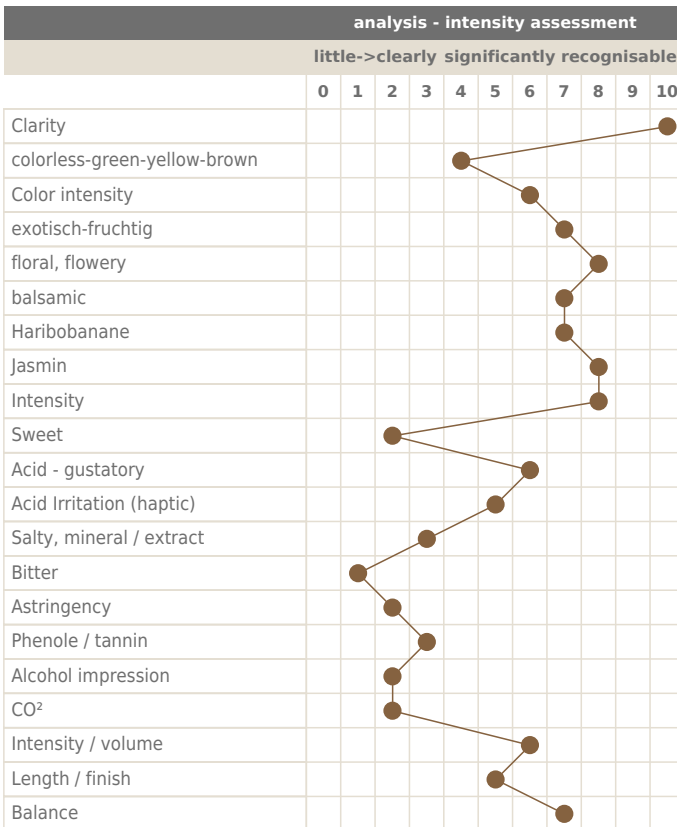 analysis - intensity assessment
little->clearly significantly recognisable
0 1 2 3 4 5 6 7 8 9 10
Clarity
colorless-green-yellow-brown
Color intensity
exotisch-fruchtig
floral, flowery
balsamic
Haribobanane
Jasmin
Intensity
Sweet
Acid - gustatory
Acid Irritation (haptic)
Salty, mineral / extract
Bitter
Astringency
Phenole / tannin
Alcohol impression
CO²
Intensity / volume
Length / finish
Balance